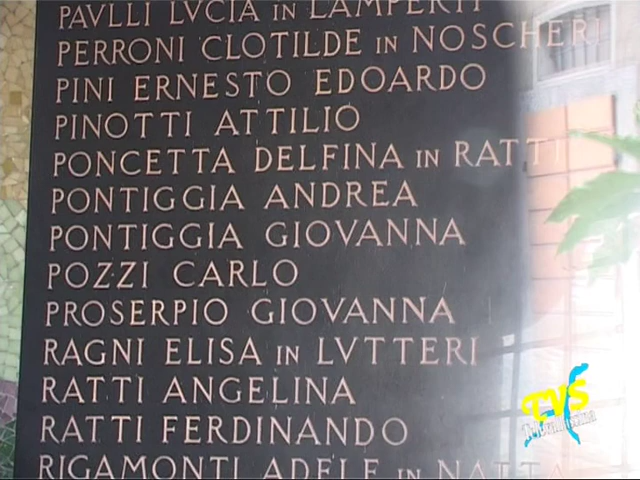 PAVLLI LVCIA IN LAMPERTI
PERRONI CLOTILDE IN NOSCHERI
PINI ERNESTO EDOARDO
PINOTTI ATTILIO
PONCETTA DELFINA IN RATTI
PONTIGGIA ANDREA
PONTIGGIA GIOVANNA
POZZI CARLO
PROSERPIO GIOVANNA
RAGNI ELISA IN LVTTERI
RATTI ANGELINA
RATTI FERDINANDO
RIGAMONTI ADELE IN NATTA
TVS